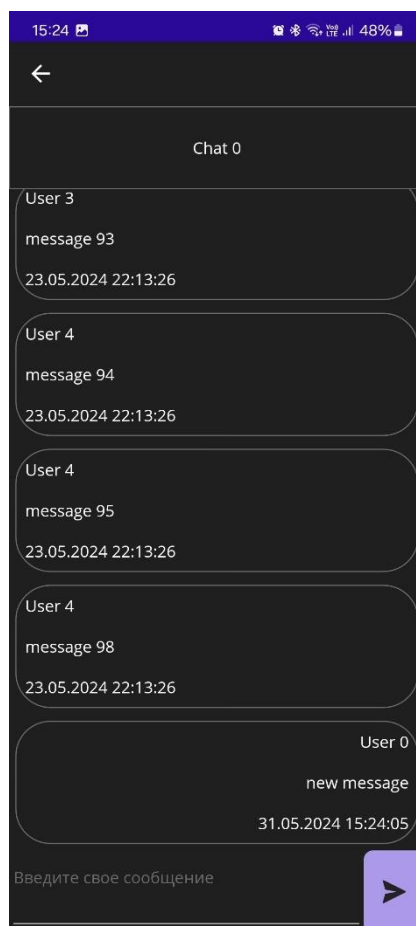 15:24
Vo)) LTE 48%
Chat 0
User 3
message 93
23.05.2024 22:13:26
User 4
message 94
23.05.2024 22:13:26
User 4
message 95
23.05.2024 22:13:26
User 4
message 98
23.05.2024 22:13:26
User 0
new message
31.05.2024 15:24:05
Введите свое сообщение